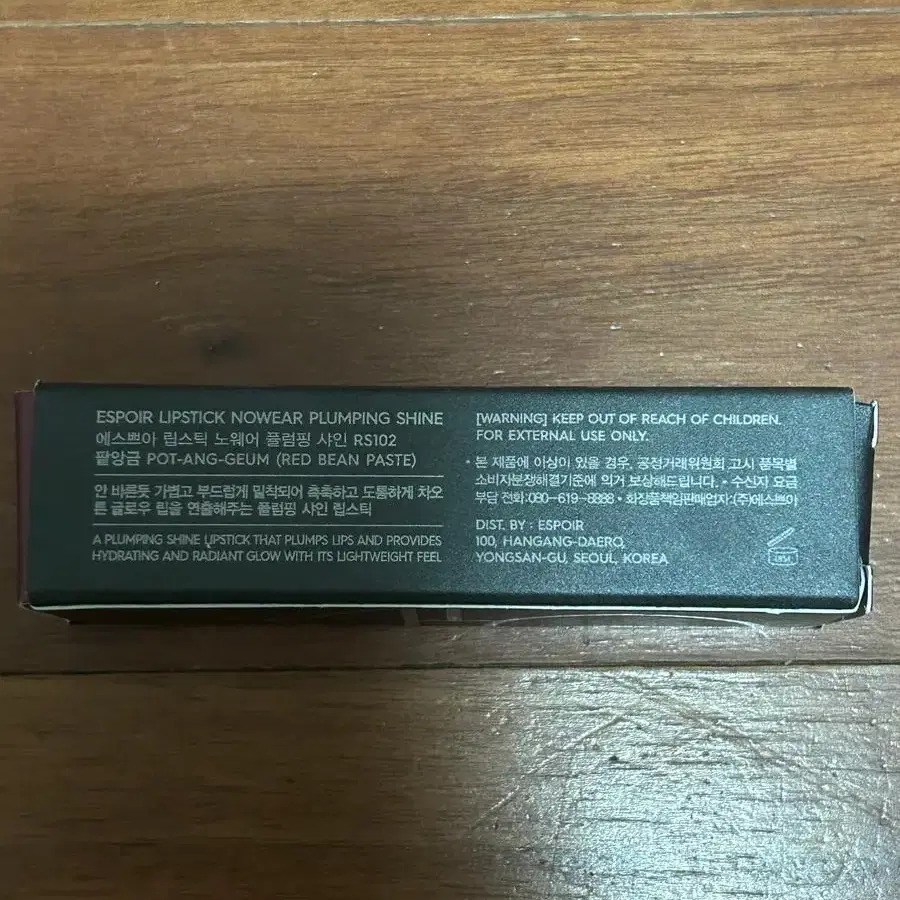 ESPOIR LIPSTICK NOWEAR PLUMPING SHINE
에스쁘아 립스틱 노웨어 플럼핑 샤인 RS102
팥앙금 POT-ANG-GEUM (RED BEAN PASTE)
안 바른듯 가볍고 부드럽게 밀착되어 촉촉하고 도톰하게 차오
른 글로우 립을 연출해주는 플럼핑 샤인 립스틱
A PLUMPING SHINE LIPSTICK THAT PLUMPS LIPS AND PROVIDES
HYDRATING AND RADIANT GLOW WITH ITS LIGHTWEIGHT FEEL
[WARNING] KEEP OUT OF REACH OF CHILDREN.
FOR EXTERNAL USE ONLY.
• 본 제품에 이상이 있을 경우, 공정거래위원회 고시 품목별
소비자분쟁해결기준에 의거 보상해드립니다. • 수신자 요금
부담 전화:080-619-8888 • 화장품책임판매업자:(주)에스쁘아
DIST. BY : ESPOIR
100, HANGANG-DAERO,
YONGSAN-GU, SEOUL, KOREA